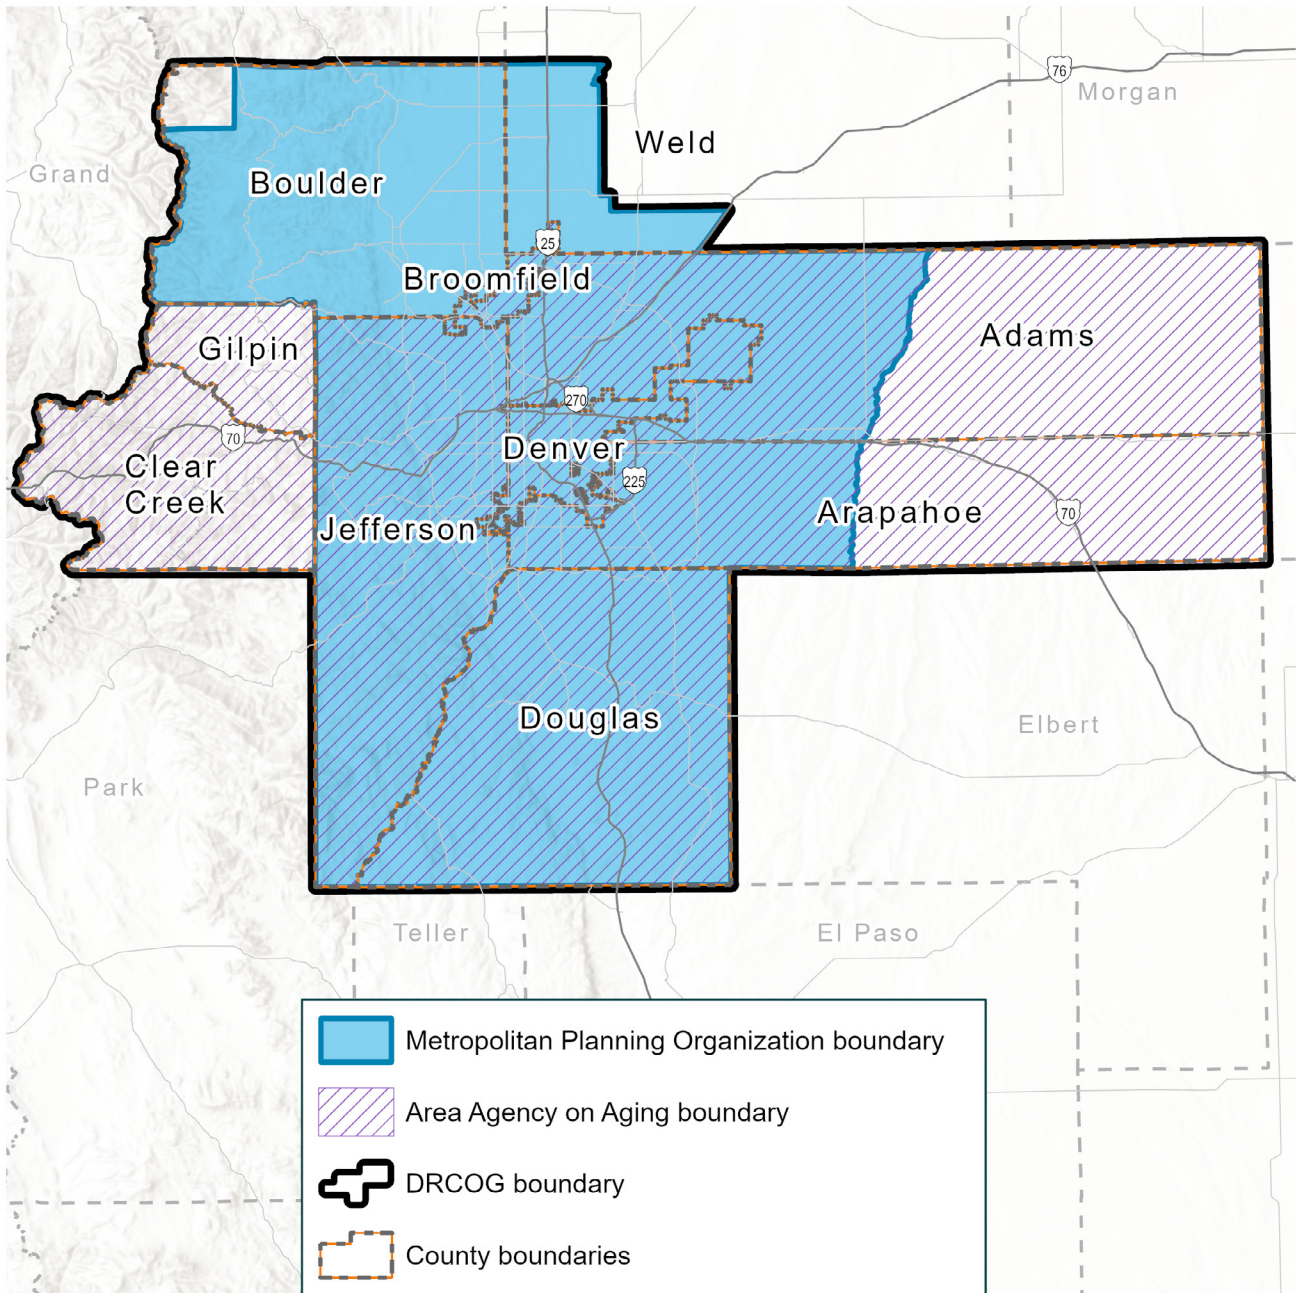 76
Morgan
Weld
Grand
Boulder
25
Broomfield
Adams
Gilpin
270
70
Denver
Clear
Creek
225
Arapahoe
70
Jefferson
Douglas
Elbert
Park
Teller
El Paso
Metropolitan Planning Organization boundary
Area Agency on Aging boundary
DRCOG boundary
County boundaries